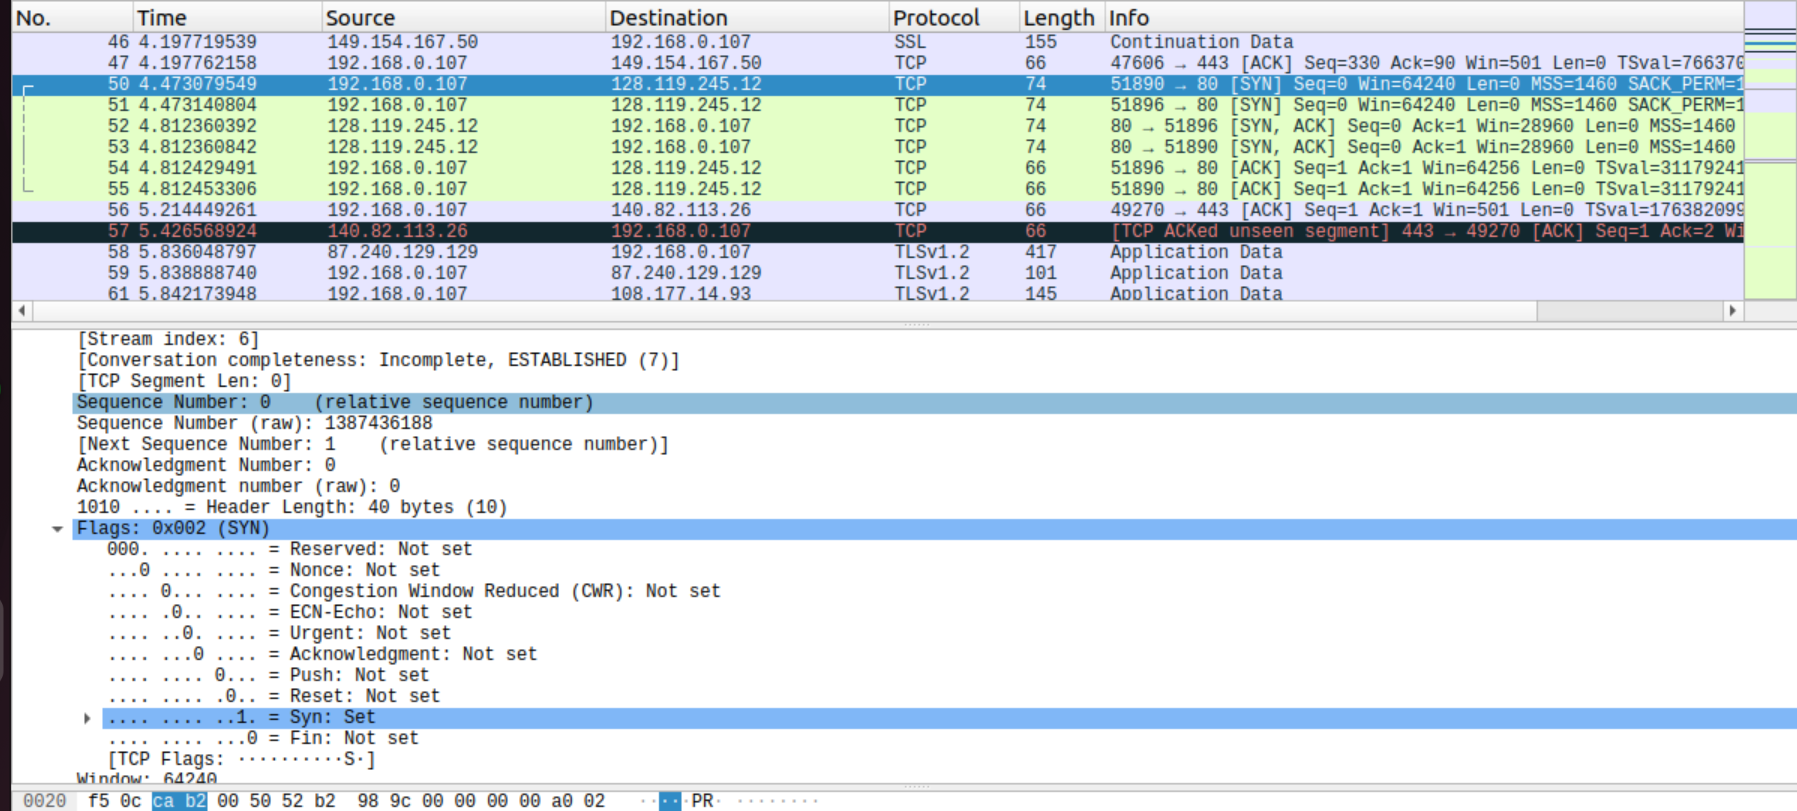 No. Time Source Destination Protocol Length Info
46 4.197719539 149.154.167.50 192.168.0.107 SSL 155 Continuation Data
47 4.197762158 192.168.0.107 149.154.167.50 TCP 66 47606 → 443 [ACK] Seq=330 Ack=90 Win=501 Len=0 TSval=766370
50 4.473079549 192.168.0.107 128.119.245.12 TCP 74 51890 → 80 [SYN] Seq=0 Win=64240 Len=0 MSS=1460 SACK_PERM=1
51 4.473140804 192.168.0.107 128.119.245.12 TCP 74 51896 → 80 [SYN] Seq=0 Win=64240 Len=0 MSS=1460 SACK_PERM=1
52 4.812360392 128.119.245.12 192.168.0.107 TCP 74 80 → 51896 [SYN, ACK] Seq=0 Ack=1 Win=28960 Len=0 MSS=1460
53 4.812360842 128.119.245.12 192.168.0.107 TCP 74 80 → 51890 [SYN, ACK] Seq=0 Ack=1 Win=28960 Len=0 MSS=1460
54 4.812429491 192.168.0.107 128.119.245.12 TCP 66 51896 → 80 [ACK] Seq=1 Ack=1 Win=64256 Len=0 TSval=31179241
55 4.812453306 192.168.0.107 128.119.245.12 TCP 66 51890 → 80 [ACK] Seq=1 Ack=1 Win=64256 Len=0 TSval=31179241
56 5.214449261 192.168.0.107 140.82.113.26 TCP 66 49270 → 443 [ACK] Seq=1 Ack=1 Win=501 Len=0 TSval=176382099
57 5.426568924 140.82.113.26 192.168.0.107 TCP 66 [TCP ACKed unseen segment] 443 → 49270 [ACK] Seq=1 Ack=2 Wi
58 5.836048797 87.240.129.129 192.168.0.107 TLSv1.2 417 Application Data
59 5.838888740 192.168.0.107 87.240.129.129 TLSv1.2 101 Application Data
61 5.842173948 192.168.0.107 108.177.14.93 TLSv1.2 145 Application Data
[Stream index: 6]
[Conversation completeness: Incomplete, ESTABLISHED (7)]
[TCP Segment Len: 0]
Sequence Number: 0 (relative sequence number)
Sequence Number (raw): 1387436188
[Next Sequence Number: 1 (relative sequence number)]
Acknowledgment Number: 0
Acknowledgment number (raw): 0
1010 .... = Header Length: 40 bytes (10)
Flags: 0x002 (SYN)
000. .... .... = Reserved: Not set
...0 .... .... = Nonce: Not set
.... 0... .... = Congestion Window Reduced (CWR): Not set
.... .0.. .... = ECN-Echo: Not set
.... ..0. .... = Urgent: Not set
.... ...0 .... = Acknowledgment: Not set
.... .... 0... = Push: Not set
.... .... .0.. = Reset: Not set
.... .... ..1. = Syn: Set
.... .... ...0 = Fin: Not set
[TCP Flags: ··········S·]
Window: 64240
0020 f5 0c ca b2 00 50 52 b2 98 9c 00 00 00 00 a0 02 ·····PR· ········